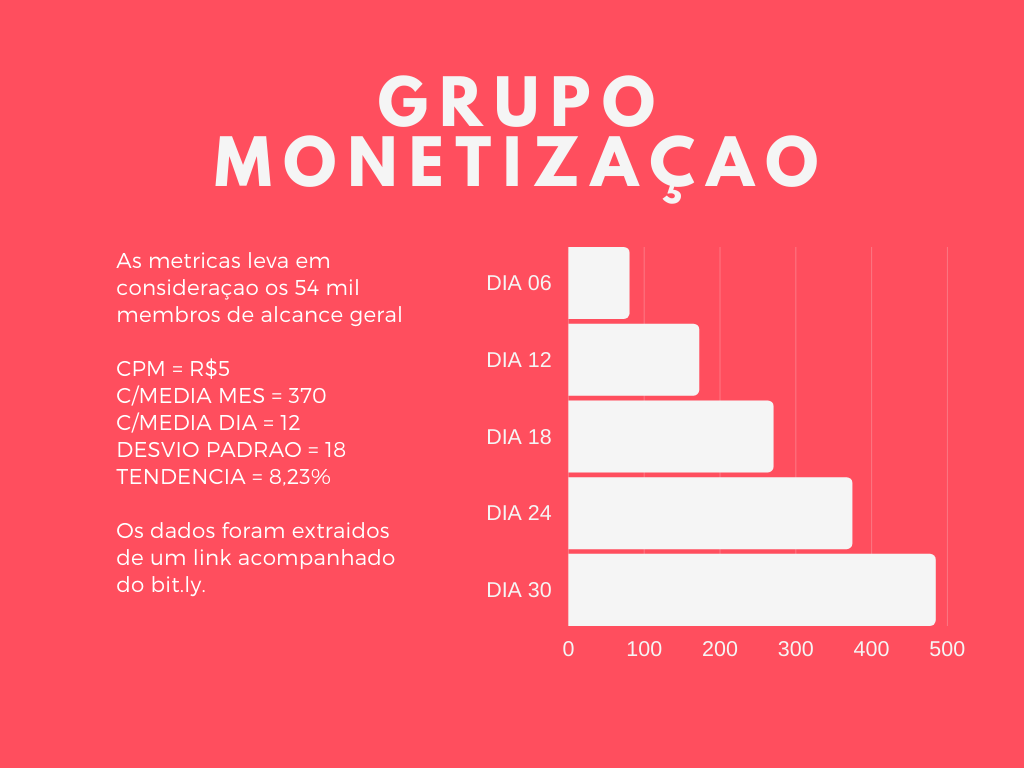 GRUPO
MONETIZAÇAO
As metricas leva em
consideraçao os 54 mil
membros de alcance geral
CPM = R$5
C/MEDIA MES = 370
C/MEDIA DIA = 12
DESVIO PADRAO = 18
TENDENCIA = 8,23%
Os dados foram extraidos
de um link acompanhado
do bit.ly.
DIA 06
DIA 12
DIA 18
DIA 24
DIA 30
0 100 200 300 400 500